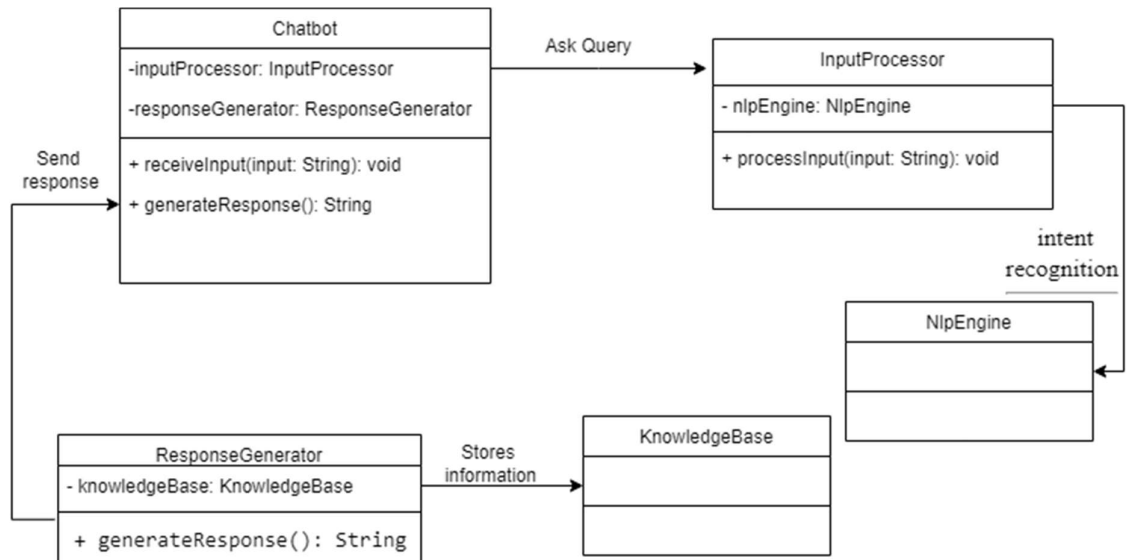 Chatbot
-inputProcessor: InputProcessor
-responseGenerator: ResponseGenerator
+ receiveInput(input: String): void
+ generateResponse(): String
Ask Query
InputProcessor
- nlpEngine: NlpEngine
+ processInput(input: String): void
Send
response
intent
recognition
NlpEngine
ResponseGenerator
- knowledgeBase: KnowledgeBase
+ generateResponse(): String
Stores
information
KnowledgeBase